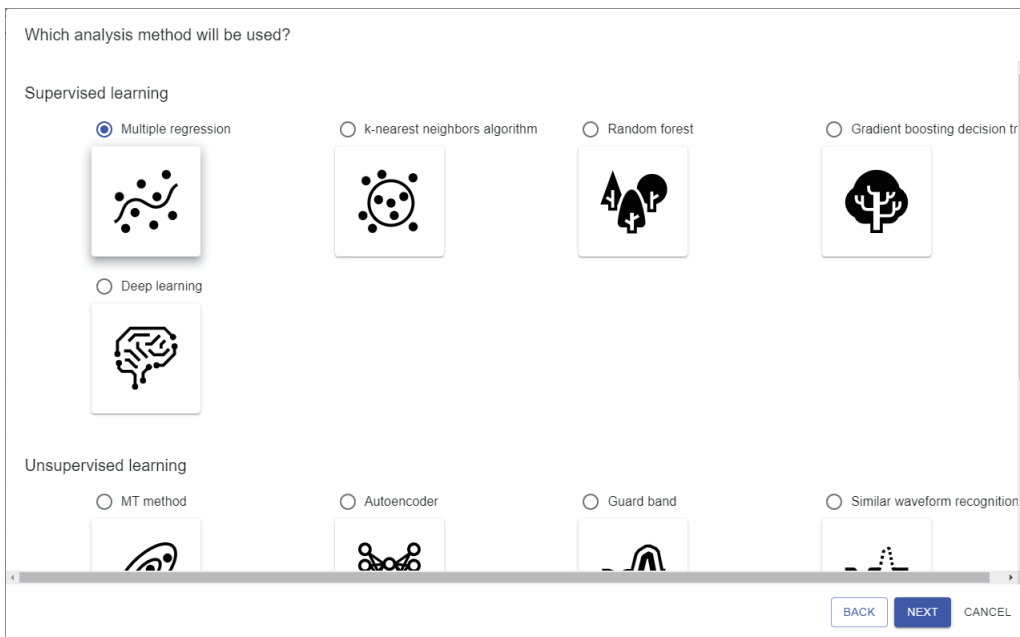 Which analysis method will be used?
Supervised learning
Multiple regression
k-nearest neighbors algorithm
Random forest
Gradient boosting decision tr
Deep learning
Unsupervised learning
MT method
Autoencoder
Guard band
Similar waveform recognition
BACK
NEXT
CANCEL